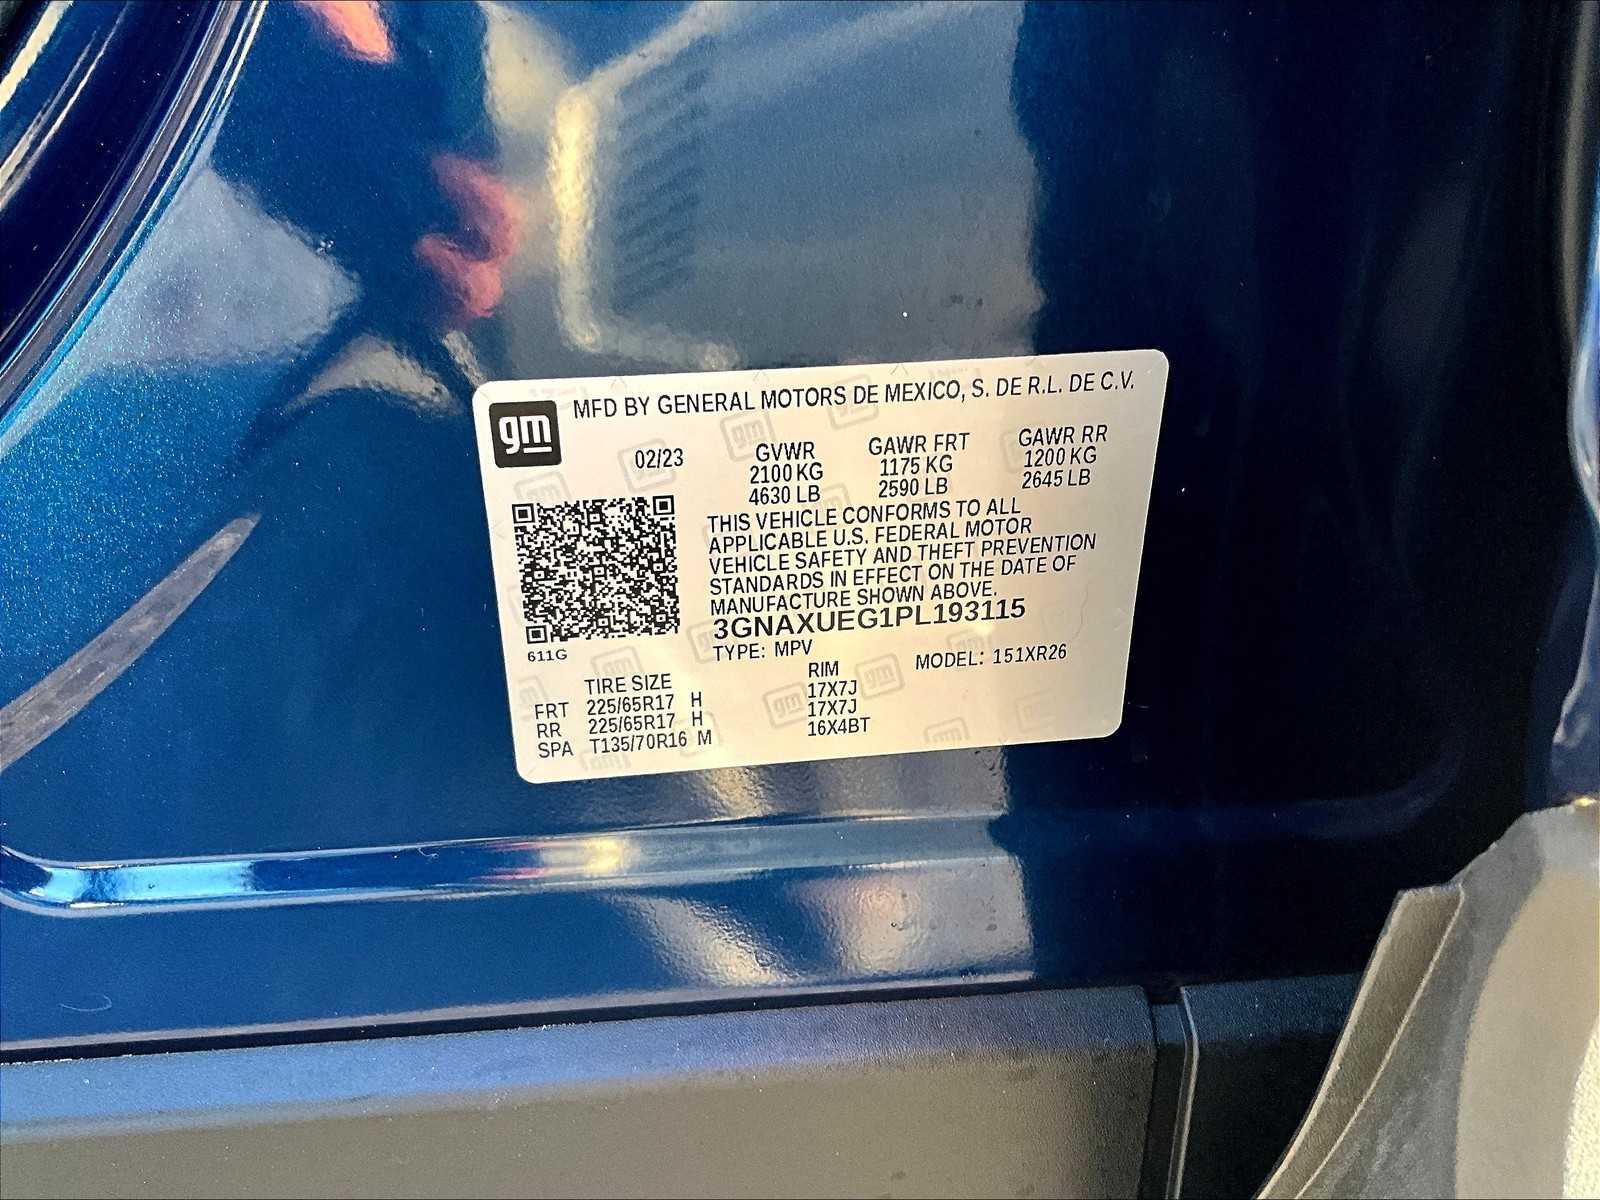 gm MFD BY GENERAL MOTORS DE MEXICO, S. DE R.L. DE C.V.
02/23
GVWR GAWR FRT GAWR RR
2100 KG 1175 KG 1200 KG
4630 LB 2590 LB 2645 LB
THIS VEHICLE CONFORMS TO ALL
APPLICABLE U.S. FEDERAL MOTOR
VEHICLE SAFETY AND THEFT PREVENTION
STANDARDS IN EFFECT ON THE DATE OF
MANUFACTURE SHOWN ABOVE.
3GNAXUEG1PL193115
611G
TYPE: MPV MODEL: 151XR26
TIRE SIZE RIM
FRT 225/65R17 H 17X7J
RR 225/65R17 H 17X7J
SPA T135/70R16 M 16X4BT